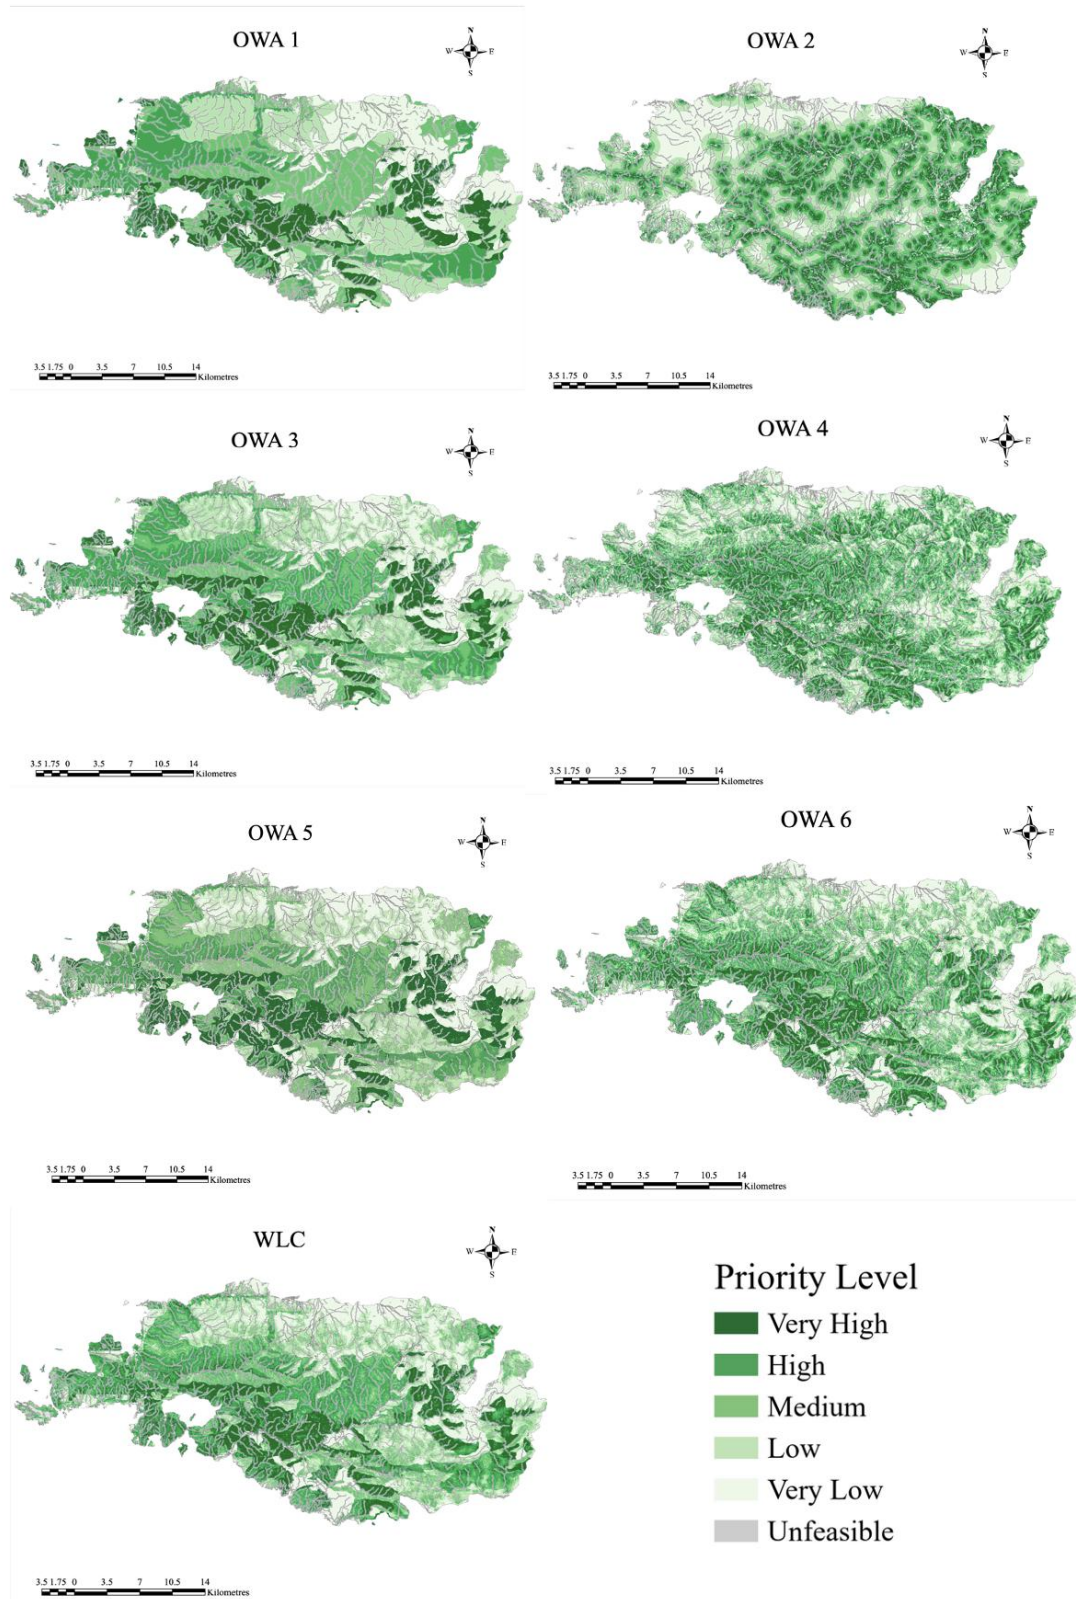 OWA 1
N
W E
S
3.5 1.75 0 3.5 7 10.5 14
Kilometres
OWA 2
N
W E
S
3.5 1.75 0 3.5 7 10.5 14
Kilometres
OWA 3
N
W E
S
3.5 1.75 0 3.5 7 10.5 14
Kilometres
OWA 4
N
W E
S
3.5 1.75 0 3.5 7 10.5 14
Kilometres
OWA 5
N
W E
S
3.5 1.75 0 3.5 7 10.5 14
Kilometres
OWA 6
N
W E
S
3.5 1.75 0 3.5 7 10.5 14
Kilometres
WLC
N
W E
S
3.5 1.75 0 3.5 7 10.5 14
Kilometres
Priority Level
Very High
High
Medium
Low
Very Low
Unfeasible